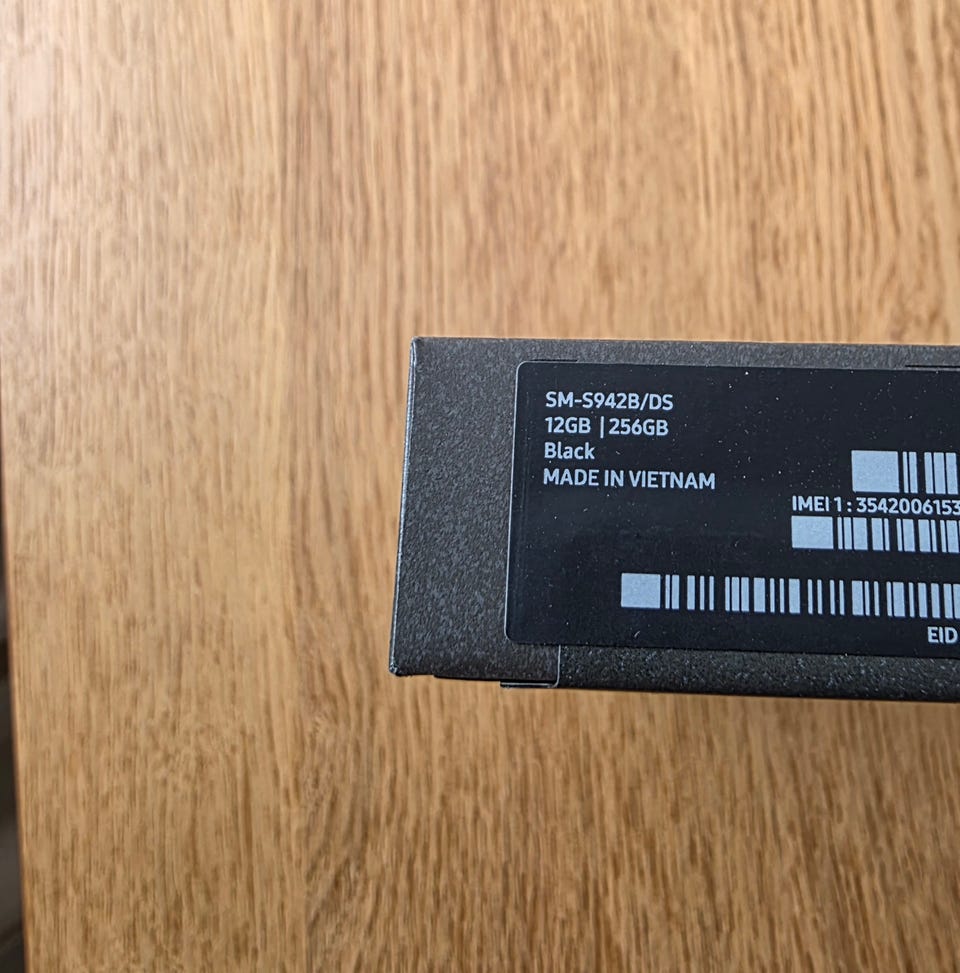 SM-S942B/DS
12GB | 256GB
Black
MADE IN VIETNAM
IMEI 1 : 3542006153
EID